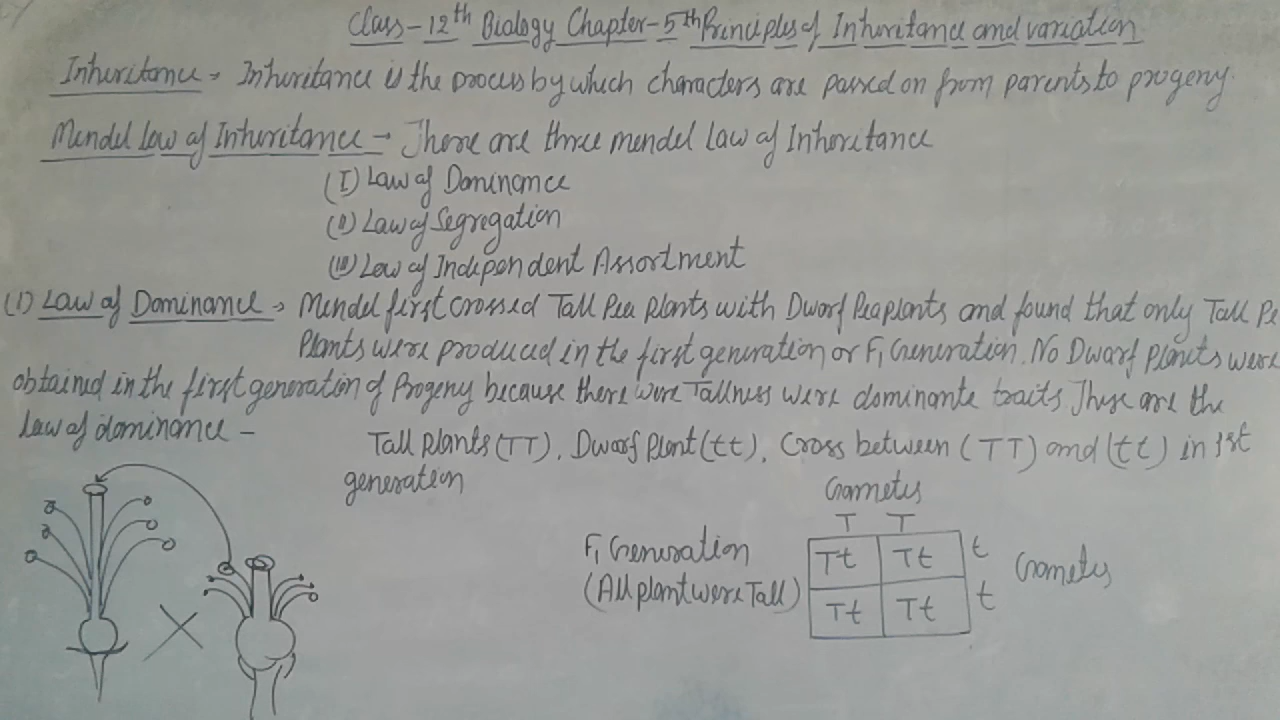 Class-12th Biology Chapter-5th Principles of Inheritance and variation
Inheritance → Inheritance is the process by which characters are passed on from parents to progeny.
Mendel law of Inheritance - There are three mendel law of Inheritance
(I) Law of Dominance
(II) Law of Segregation
(III) Law of Independent Assortment
(I) Law of Dominance → Mendel first crossed Tall Pea Plants with Dwarf Pea plants and found that only Tall Pe
Plants were produced in the first generation or F1 Generation. No Dwarf plants were
obtained in the first generation of Progeny because there were Tallness were dominante traits. These are the
law of dominance -
Tall plants (TT), Dwarf Plant (tt), Cross between (TT) and (tt) in 1st
generation
Gametes
T T
F1 Generation
(All plant were Tall)
Tt Tt t
Gametes
Tt Tt t